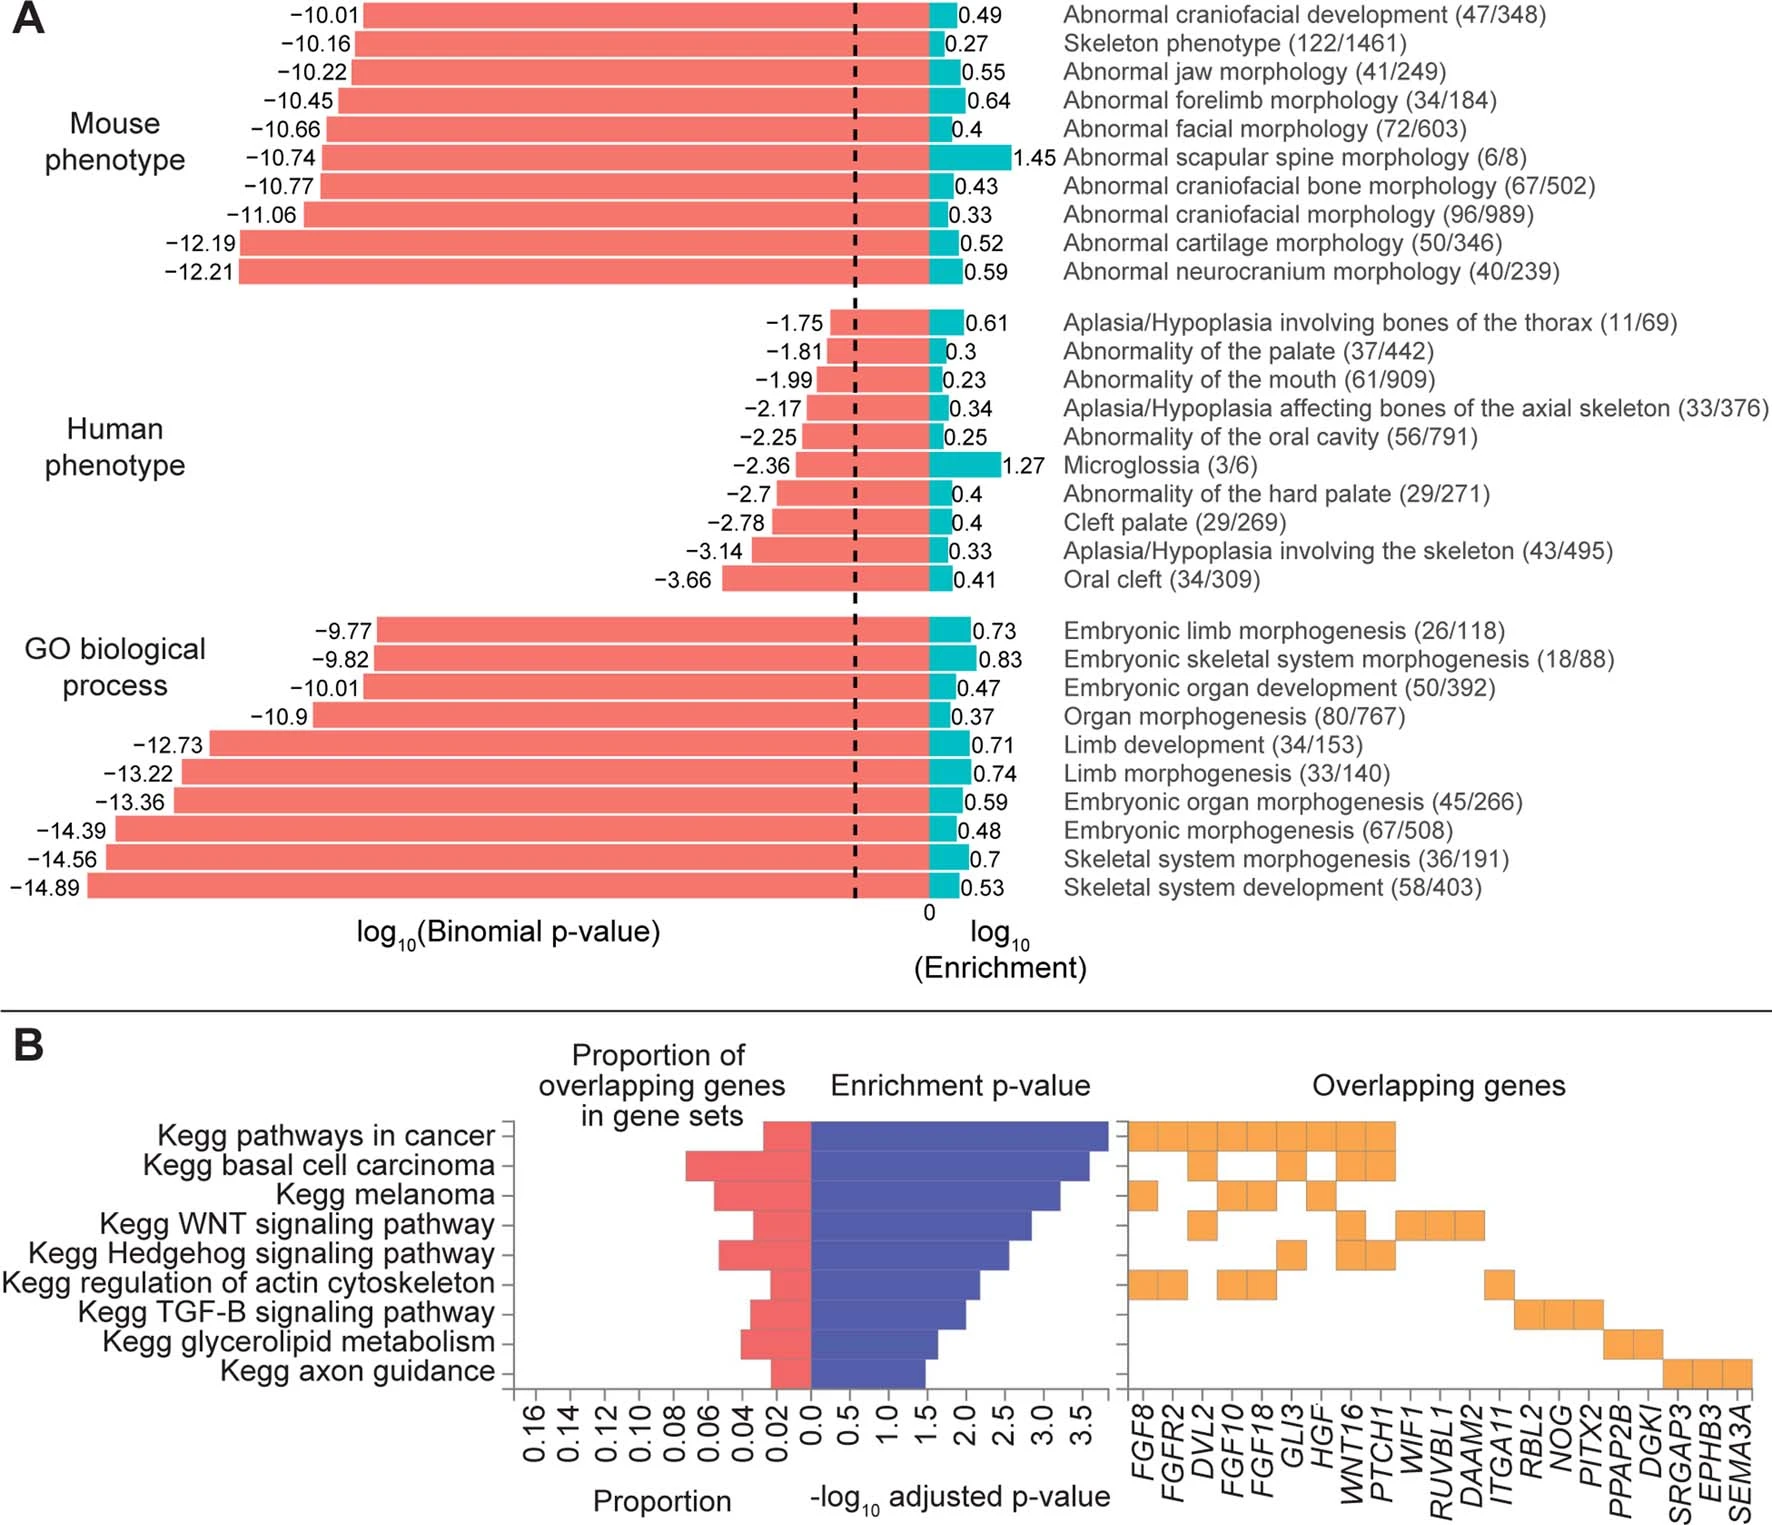 A
−10.01 0.49 Abnormal craniofacial development (47/348)
−10.16 0.27 Skeleton phenotype (122/1461)
−10.22 0.55 Abnormal jaw morphology (41/249)
−10.45 0.64 Abnormal forelimb morphology (34/184)
−10.66 0.4 Abnormal facial morphology (72/603)
−10.74 1.45 Abnormal scapular spine morphology (6/8)
−10.77 0.43 Abnormal craniofacial bone morphology (67/502)
−11.06 0.33 Abnormal craniofacial morphology (96/989)
−12.19 0.52 Abnormal cartilage morphology (50/346)
−12.21 0.59 Abnormal neurocranium morphology (40/239)
Mouse
phenotype
−1.75 0.61 Aplasia/Hypoplasia involving bones of the thorax (11/69)
−1.81 0.3 Abnormality of the palate (37/442)
−1.99 0.23 Abnormality of the mouth (61/909)
−2.17 0.34 Aplasia/Hypoplasia affecting bones of the axial skeleton (33/376)
−2.25 0.25 Abnormality of the oral cavity (56/791)
−2.36 1.27 Microglossia (3/6)
−2.7 0.4 Abnormality of the hard palate (29/271)
−2.78 0.4 Cleft palate (29/269)
−3.14 0.33 Aplasia/Hypoplasia involving the skeleton (43/495)
−3.66 0.41 Oral cleft (34/309)
Human
phenotype
−9.77 0.73 Embryonic limb morphogenesis (26/118)
−9.82 0.83 Embryonic skeletal system morphogenesis (18/88)
−10.01 0.47 Embryonic organ development (50/392)
−10.9 0.37 Organ morphogenesis (80/767)
−12.73 0.71 Limb development (34/153)
−13.22 0.74 Limb morphogenesis (33/140)
−13.36 0.59 Embryonic organ morphogenesis (45/266)
−14.39 0.48 Embryonic morphogenesis (67/508)
−14.56 0.7 Skeletal system morphogenesis (36/191)
−14.89 0.53 Skeletal system development (58/403)
GO biological
process
0
log10(Binomial p-value)
log10
(Enrichment)
B
Proportion of
overlapping genes
in gene sets
Enrichment p-value
Overlapping genes
Kegg pathways in cancer
Kegg basal cell carcinoma
Kegg melanoma
Kegg WNT signaling pathway
Kegg Hedgehog signaling pathway
Kegg regulation of actin cytoskeleton
Kegg TGF-B signaling pathway
Kegg glycerolipid metabolism
Kegg axon guidance
0.16 0.14 0.12 0.10 0.08 0.06 0.04 0.02 0.0 0.5 1.0 1.5 2.0 2.5 3.0 3.5
FGF8 FGFR2 DVL2 FGF10 FGF18 GLI3 HGF WNT16 PTCH1 WIF1 RUVBL1 DAAM2 ITGA11 RBL2 NOG PITX2 PPAP2B DGKI SRGAP3 EPHB3 SEMA3A
Proportion
-log10 adjusted p-value